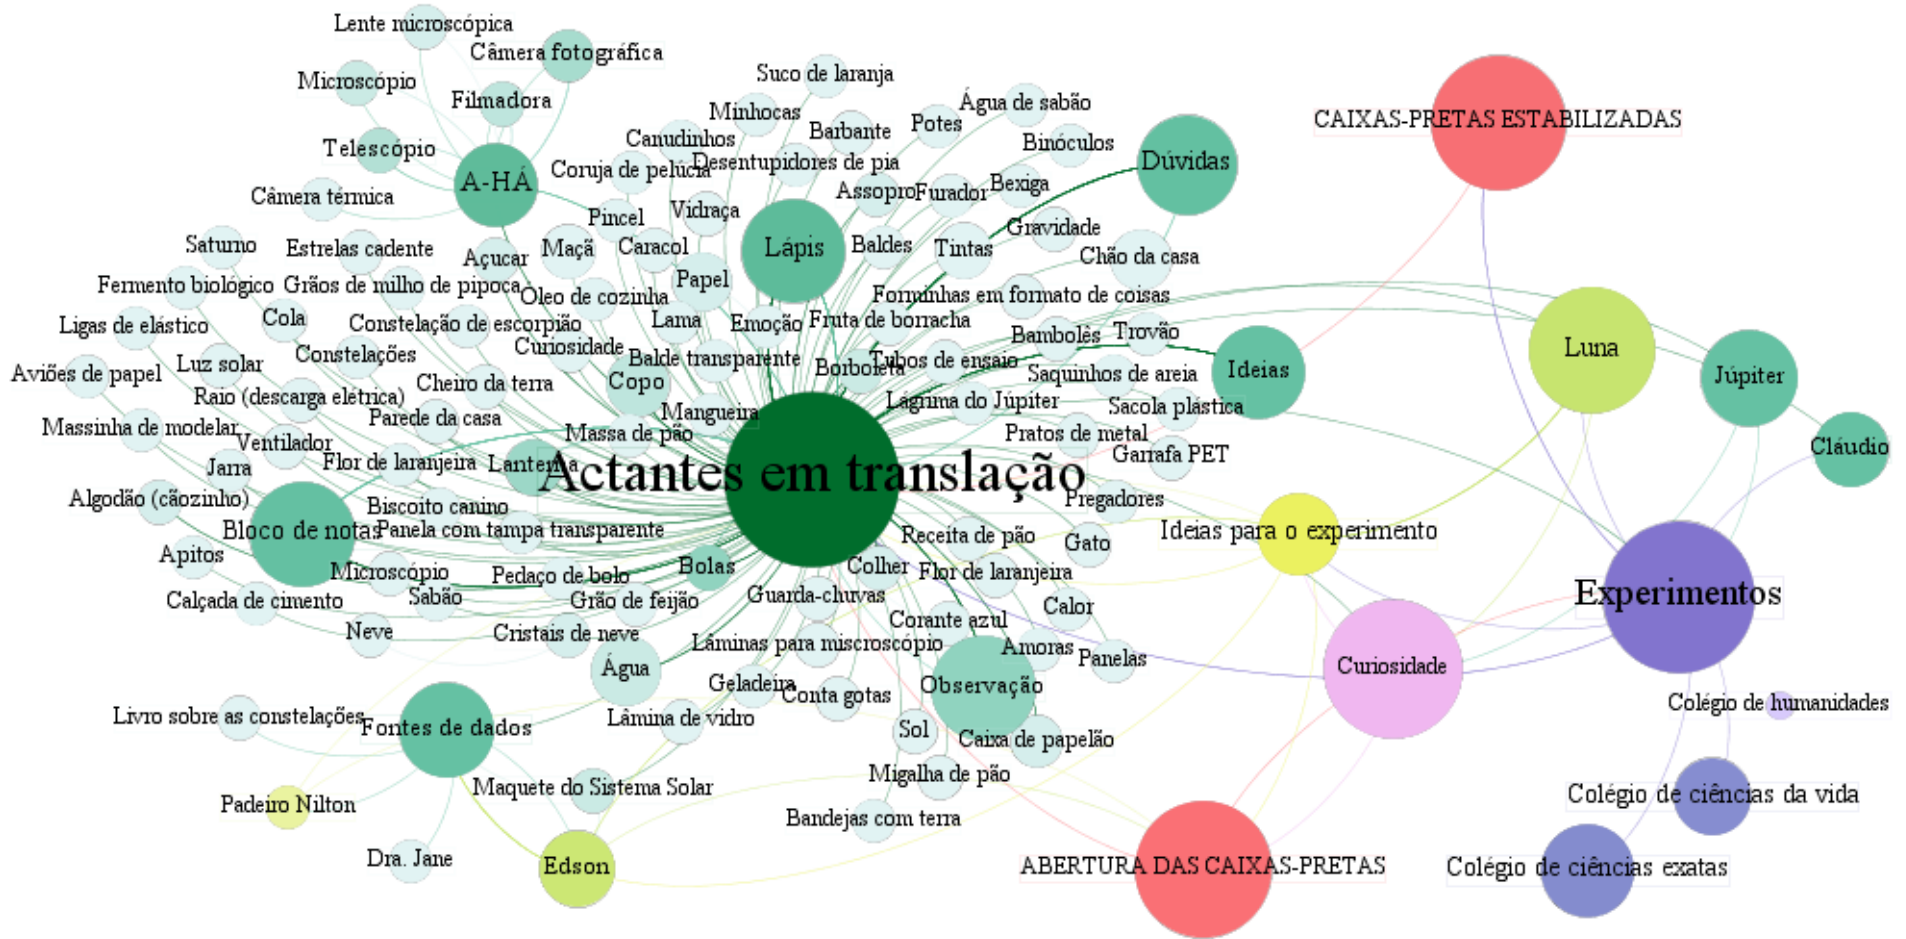 Lente microscópica
Câmera fotográfica
Microscópio
Filmadora
Telescópio
A-HÁ
Câmera térmica
Suco de laranja
Minhocas
Canudinhos
Barbante
Potes
Água de sabão
Binóculos
Coruja de pelúcia
Desentupidores de pia
Assopro
Furador
Bexiga
Dúvidas
CAIXAS-PRETAS ESTABILIZADAS
Pincel
Vidraça
Gravidade
Saturno
Estrelas cadente
Açucar
Maçã
Caracol
Lápis
Baldes
Tintas
Chão da casa
Fermento biológico
Grãos de milho de pipoca
Óleo de cozinha
Papel
Forminhas em formato de coisas
Ligas de elástico
Cola
Constelação de escorpião
Lama
Emoção
Fruta de borracha
Bambolês
Trovão
Luz solar
Constelações
Curiosidade
Balde transparente
Borboleta
Tubos de ensaio
Luna
Aviões de papel
Raio (descarga elétrica)
Cheiro da terra
Copo
Saquinhos de areia
Ideias
Júpiter
Massinha de modelar
Parede da casa
Mangueira
Lágrima do Júpiter
Sacola plástica
Ventilador
Massa de pão
Pratos de metal
Garrafa PET
Cláudio
Jarra
Flor de laranjeira
Lanterna
Actantes em translação
Algodão (cãozinho)
Biscoito canino
Pregadores
Bloco de notas
Panela com tampa transparente
Receita de pão
Gato
Ideias para o experimento
Apitos
Microscópio
Pedaço de bolo
Bolas
Colher
Flor de laranjeira
Calçada de cimento
Sabão
Grão de feijão
Guarda-chuvas
Calor
Experimentos
Neve
Cristais de neve
Corante azul
Lâminas para miscroscópio
Amoras
Panelas
Água
Geladeira
Observação
Curiosidade
Conta gotas
Colégio de humanidades
Livro sobre as constelações
Fontes de dados
Lâmina de vidro
Sol
Caixa de papelão
Maquete do Sistema Solar
Migalha de pão
Padeiro Nilton
Bandejas com terra
Colégio de ciências da vida
Dra. Jane
Edson
ABERTURA DAS CAIXAS-PRETAS
Colégio de ciências exatas